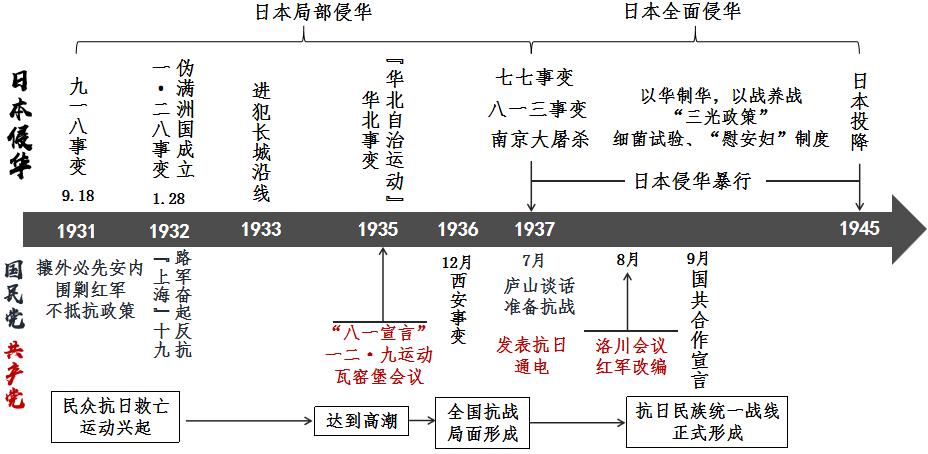 日本局部侵华
日本全面侵华
日本侵华
九一八事变
9.18
伪满洲国成立
一·二八事变
1.28
进犯长城沿线
『华北自治运动』
华北事变
七七事变
八一三事变
南京大屠杀
以华制华，以战养战
“三光政策”
细菌试验、“慰安妇”制度
日本投降
日本侵华暴行
1931
1932
1933
1935
1936
1937
1945
国民党
共产党
攘外必先安内
围剿红军
不抵抗政策
路军奋起反抗
『上海』十九
“八一宣言”
一二·九运动
瓦窑堡会议
12月
西安事变
7月
庐山谈话
准备抗战
发表抗日
通电
8月
洛川会议
红军改编
9月
国共合作宣言
民众抗日救亡
运动兴起
达到高潮
全国抗战
局面形成
抗日民族统一战线
正式形成